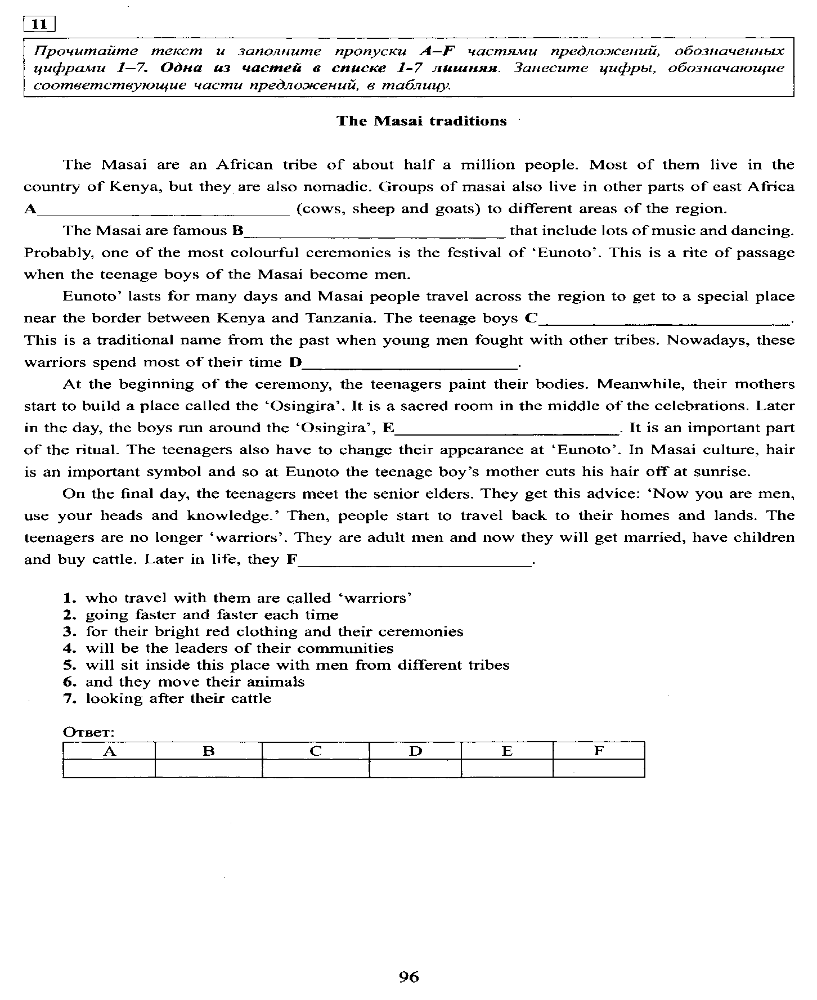 11
Прочитайте текст и заполните пропуски A–F частями предложений, обозначенных
цифрами 1–7. Одна из частей в списке 1-7 лишняя. Занесите цифры, обозначающие
соответствующие части предложений, в таблицу.
The Masai traditions
The Masai are an African tribe of about half a million people. Most of them live in the
country of Kenya, but they are also nomadic. Groups of masai also live in other parts of east Africa
A______________________________ (cows, sheep and goats) to different areas of the region.
The Masai are famous B______________________________ that include lots of music and dancing.
Probably, one of the most colourful ceremonies is the festival of ‘Eunoto’. This is a rite of passage
when the teenage boys of the Masai become men.
Eunoto’ lasts for many days and Masai people travel across the region to get to a special place
near the border between Kenya and Tanzania. The teenage boys C______________________________.
This is a traditional name from the past when young men fought with other tribes. Nowadays, these
warriors spend most of their time D__________________________.
At the beginning of the ceremony, the teenagers paint their bodies. Meanwhile, their mothers
start to build a place called the ‘Osingira’. It is a sacred room in the middle of the celebrations. Later
in the day, the boys run around the ‘Osingira’, E___________________________. It is an important part
of the ritual. The teenagers also have to change their appearance at ‘Eunoto’. In Masai culture, hair
is an important symbol and so at Eunoto the teenage boy’s mother cuts his hair off at sunrise.
On the final day, the teenagers meet the senior elders. They get this advice: ‘Now you are men,
use your heads and knowledge.’ Then, people start to travel back to their homes and lands. The
teenagers are no longer ‘warriors’. They are adult men and now they will get married, have children
and buy cattle. Later in life, they F____________________________.
1. who travel with them are called ‘warriors’
2. going faster and faster each time
3. for their bright red clothing and their ceremonies
4. will be the leaders of their communities
5. will sit inside this place with men from different tribes
6. and they move their animals
7. looking after their cattle
Ответ:
A B C D E F
96